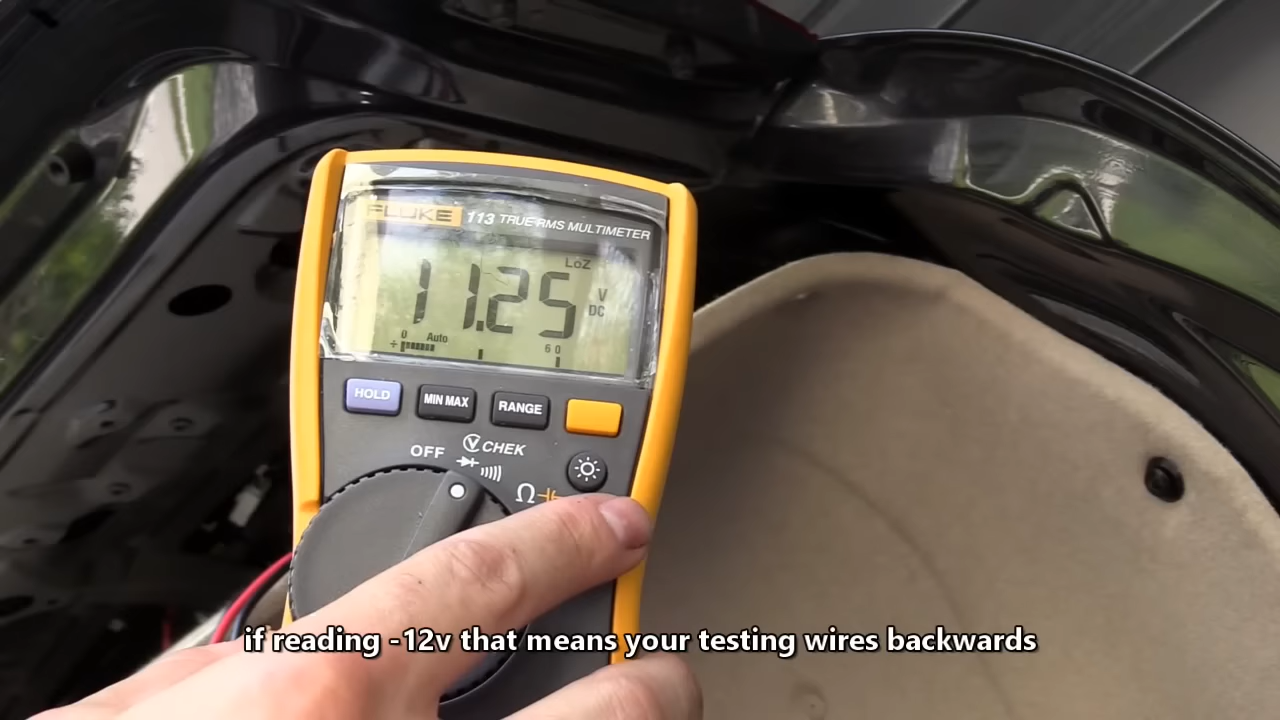 FLUKE 113 TRUE RMS MULTIMETER
LoZ
11.25 V DC
0 Auto 60
+
HOLD MIN MAX RANGE
OFF V CHEK
Ω
if reading -12v that means your testing wires backwards